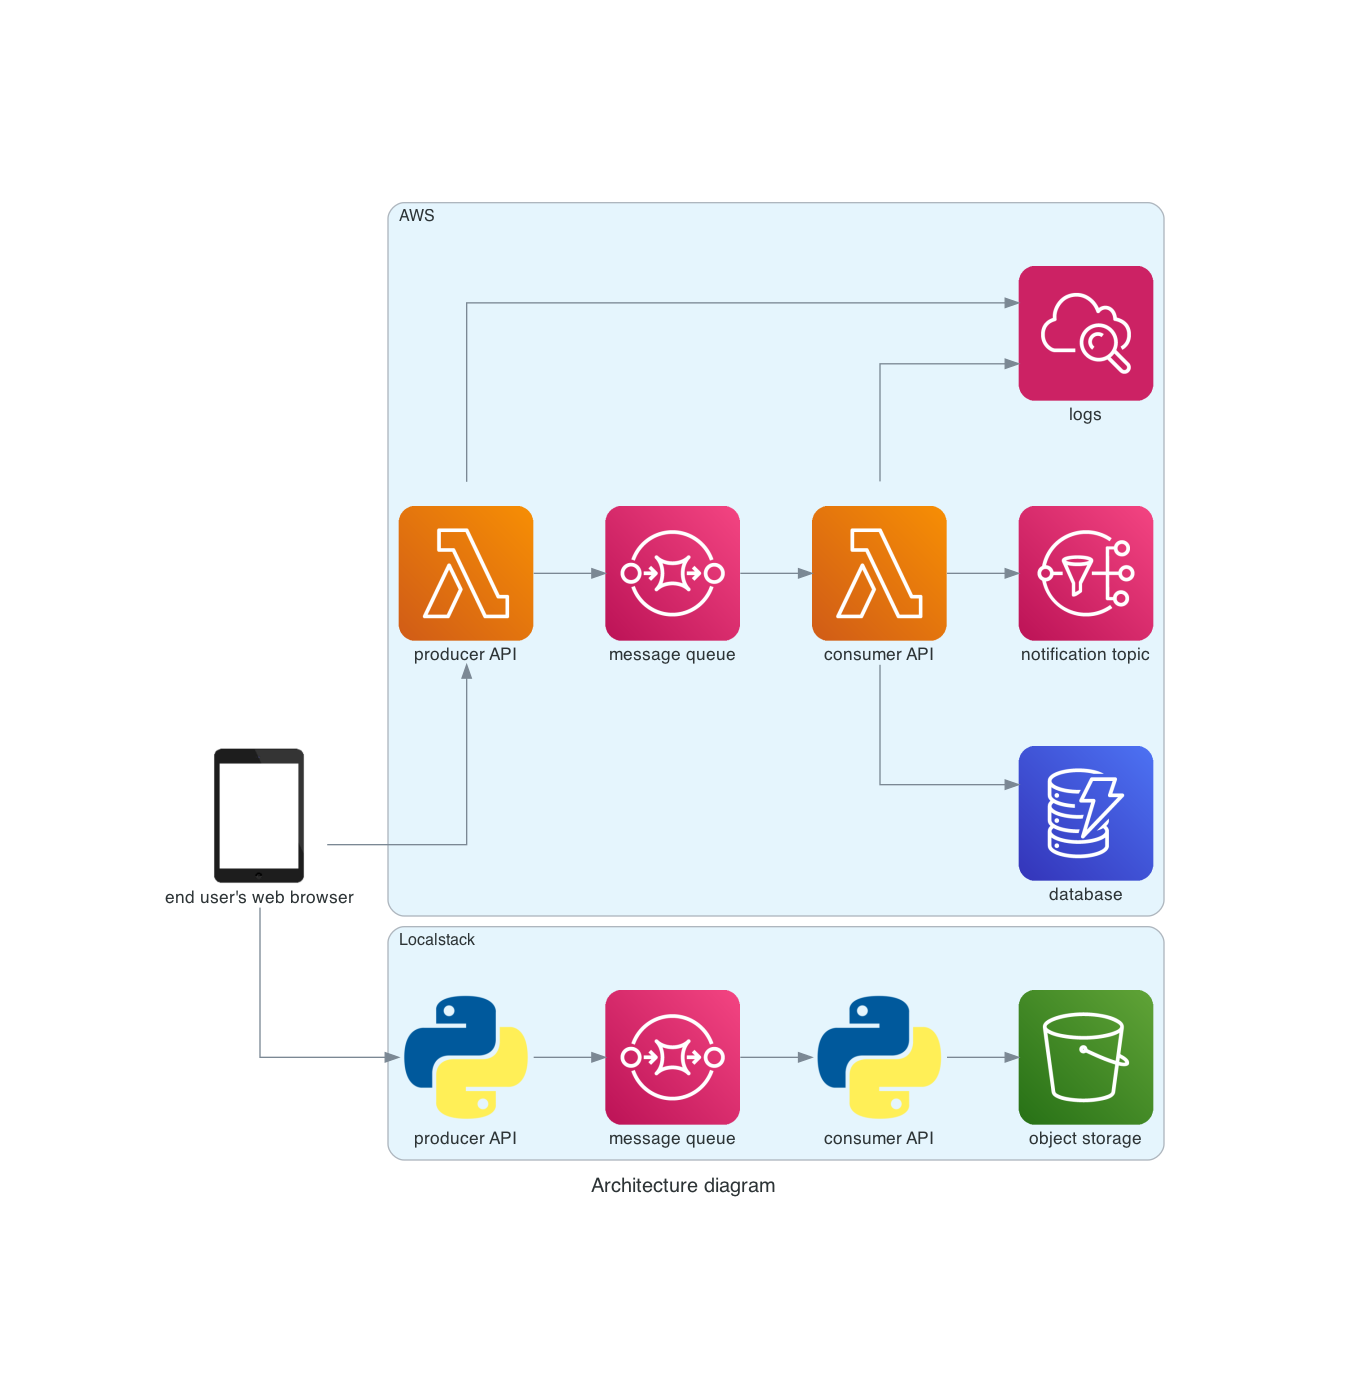 AWS
logs
producer API
message queue
consumer API
notification topic
end user's web browser
database
Localstack
producer API
message queue
consumer API
object storage
Architecture diagram